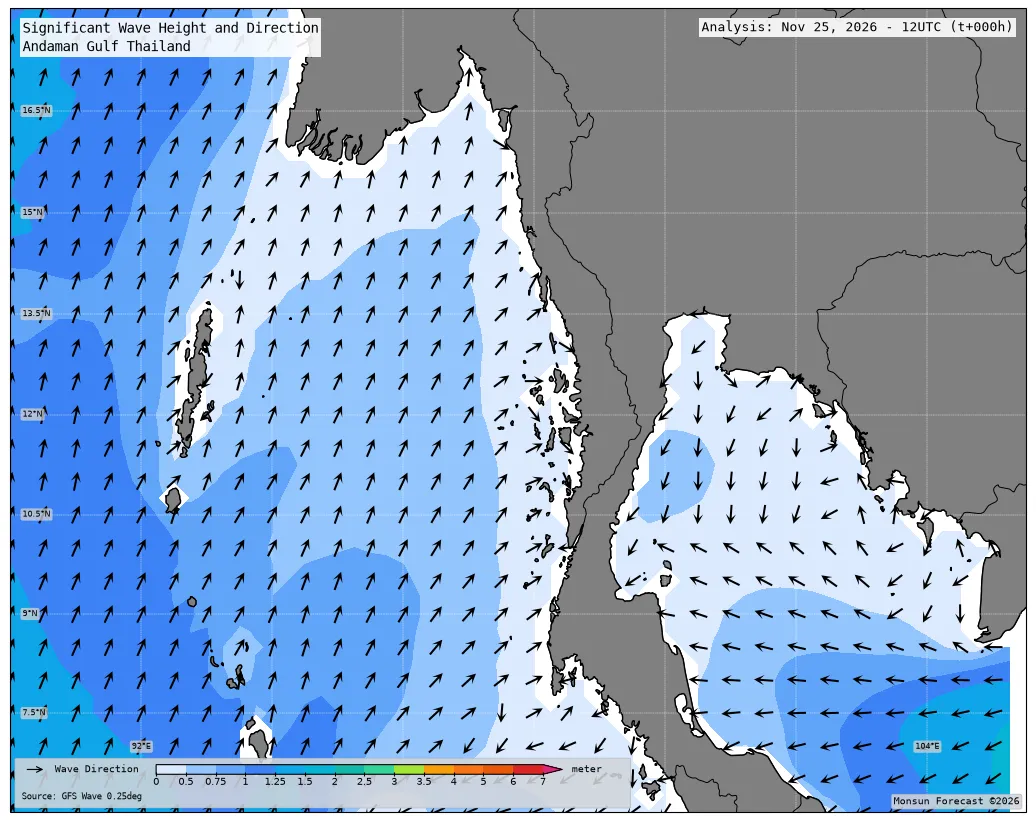 Significant Wave Height and Direction
Andaman Gulf Thailand
Analysis: Nov 25, 2026 - 12UTC (t+000h)
16.5°N
15°N
13.5°N
12°N
10.5°N
9°N
7.5°N
92°E
104°E
Wave Direction
0.5 0.75 1 1.25 1.5 2 2.5 3 3.5 4 5 6 7
meter
Source: GFS Wave 0.25deg
Monsun Forecast ©2026